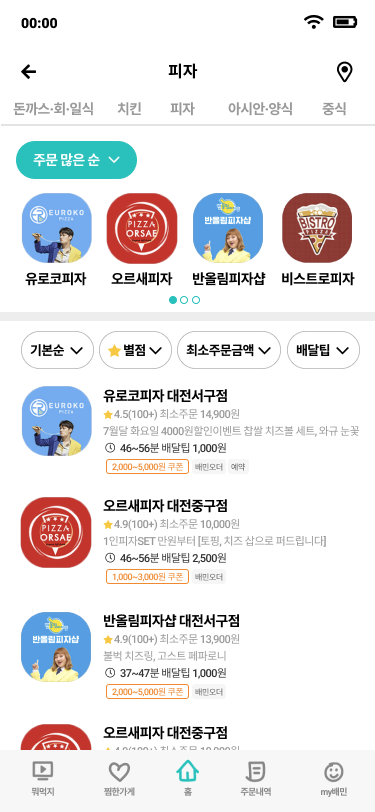 00:00
피자
돈까스·회·일식 치킨 피자 아시안·양식 중식
주문 많은 순
EUROKO
PIZZA
PIZZA
ORSAE
반올림피자샵
BISTRO
PIZZA
유로코피자 오르새피자 반올림피자샵 비스트로피자
기본순 별점 최소주문금액 배달팁
EUROKO
PIZZA
유로코피자 대전서구점
4.5(100+) 최소주문 14,900원
7월달 화요일 4000원할인이벤트 찹쌀 치즈볼 세트, 와규 눈꽃
46~56분 배달팁 1,000원
2,000~5,000원 쿠폰 배민오더 예약
PIZZA
ORSAE
오르새피자 대전중구점
4.9(100+) 최소주문 10,000원
1인피자SET 만원부터 [토핑, 치즈 삽으로 퍼드립니다]
46~56분 배달팁 2,500원
1,000~3,000원 쿠폰 배민오더
반올림피자샵
반올림피자샵 대전서구점
4.9(100+) 최소주문 13,900원
불벅 치즈링, 고스트 페파로니
37~47분 배달팁 1,000원
2,000~5,000원 쿠폰 배민오더
PIZZA
오르새피자 대전중구점
뭐먹지 찜한가게 홈 주문내역 my배민